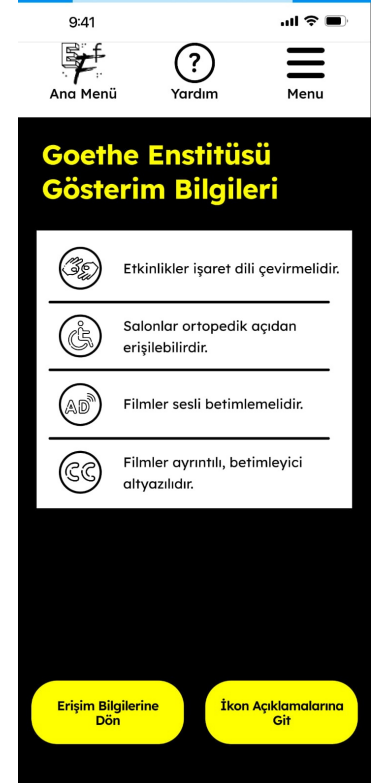 9:41
Ana Menü
Yardım
Menu
Goethe Enstitüsü
Gösterim Bilgileri
Etkinlikler işaret dili çevirmelidir.
Salonlar ortopedik açıdan
erişilebilirdir.
AD
Filmler sesli betimlemelidir.
CC
Filmler ayrıntılı, betimleyici
altyazılıdır.
Erişim Bilgilerine
Dön
İkon Açıklamalarına
Git